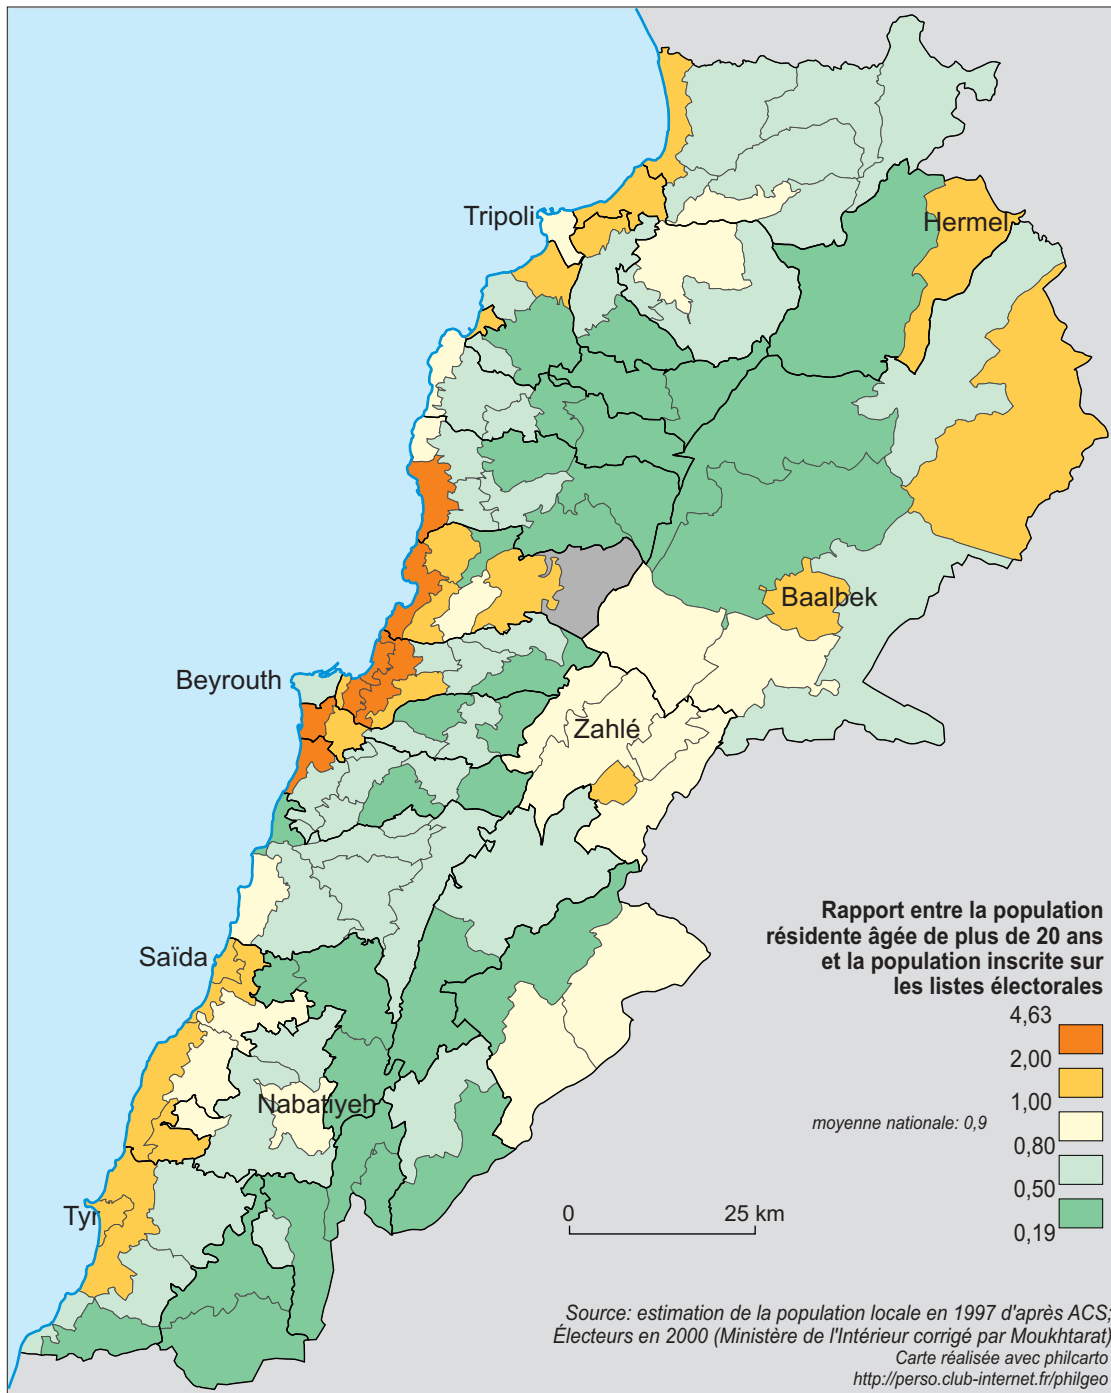 Tripoli
Hermel
Baalbek
Beyrouth
Zahlé
Saïda
Nabatiyeh
Tyr
Rapport entre la population
résidente âgée de plus de 20 ans
et la population inscrite sur
les listes électorales
4,63
2,00
1,00
moyenne nationale: 0,9
0,80
0,50
0,19
0 25 km
Source: estimation de la population locale en 1997 d'après ACS;
Électeurs en 2000 (Ministère de l'Intérieur corrigé par Moukhtarat)
Carte réalisée avec philcarto
http://perso.club-internet.fr/philgeo